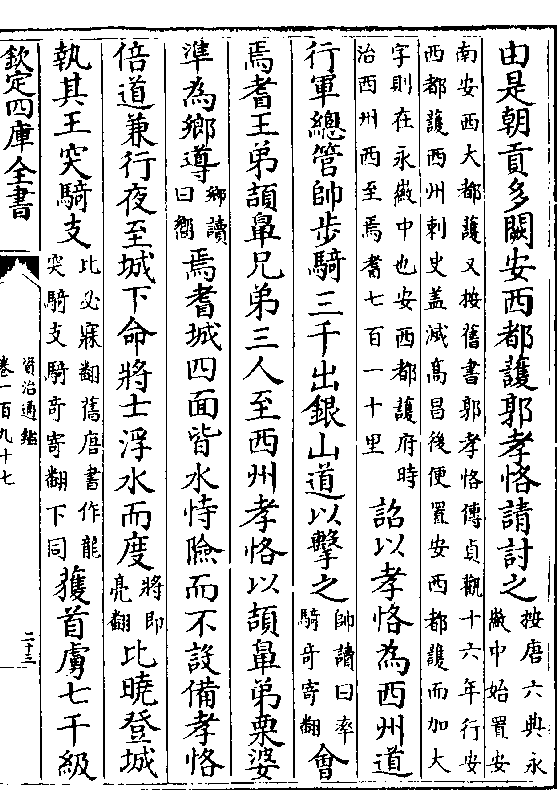 由是朝貢多闕安西都護郭孝恪請討之按唐六典永徽中始置安
南安西大都護又按舊書郭孝恪傳貞觀十六年行安
西都護西州刺史蓋滅髙昌後便置安西都護而加大
字則在永徽中也安西都護府時治西州西至焉耆七百一十里詔以孝恪為西州道
行軍總管帥步騎三千出銀山道以擊之帥讀曰率騎竒寄翻會
焉耆王弟頡鼻兄弟三人至西州孝恪以頡鼻弟栗婆
準為鄉導鄉讀曰嚮焉耆城四面皆水恃險而不設備孝恪
倍道兼行夜至城下命將士浮水而度將即亮翻比曉登城
執其王突騎支比必寐翻舊唐書作龍突騎支騎竒寄翻下同獲首虜七千級
欽定四庫全書
資治通鑑
卷一百九十七
二十三